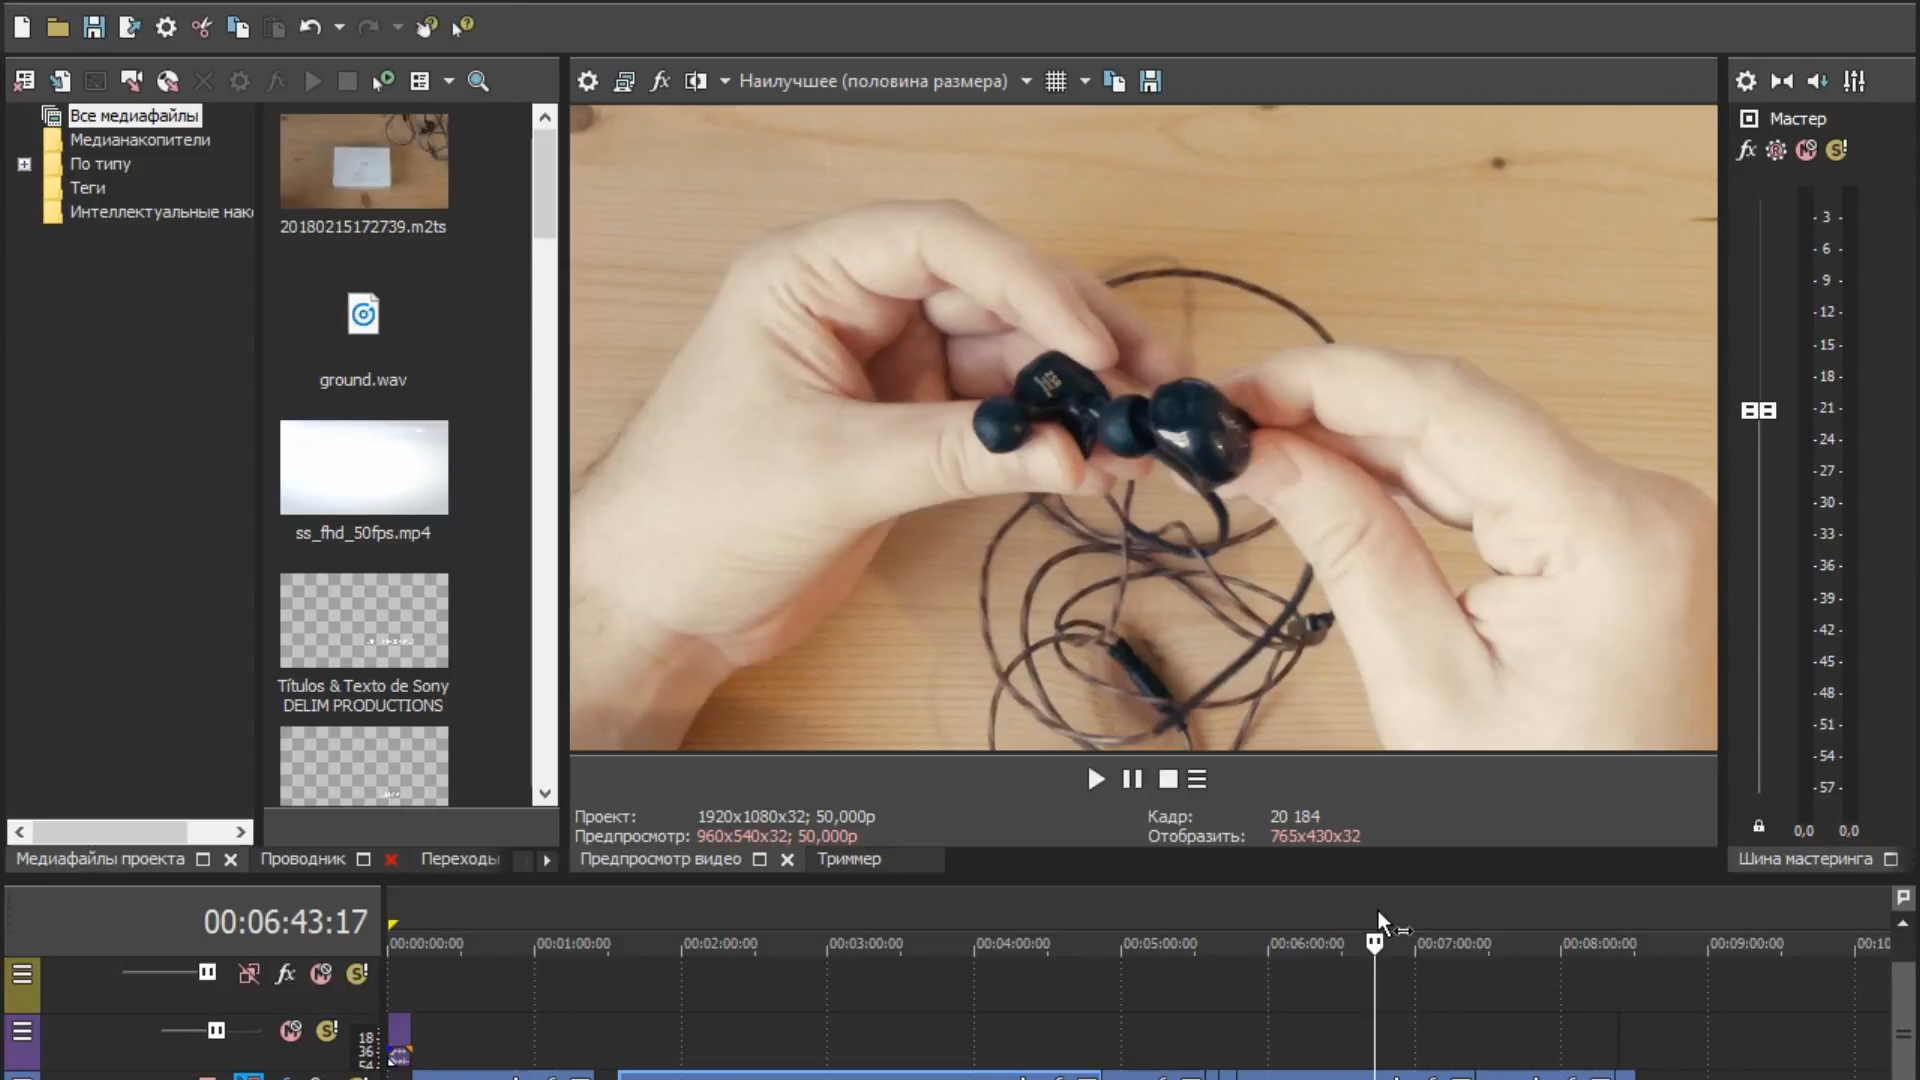 Наилучшее (половина размера)
Все медиафайлы
Медианакопители
По типу
Теги
Интеллектуальные нак
20180215172739.m2ts
ground.wav
ss_fhd_50fps.mp4
Títulos & Texto de Sony
DELIM PRODUCTIONS
Мастер
fx
- 3 -
- 6 -
- 9 -
- 12 -
- 15 -
- 18 -
- 21 -
- 24 -
- 27 -
- 30 -
- 33 -
- 36 -
- 39 -
- 42 -
- 45 -
- 48 -
- 51 -
- 54 -
- 57 -
0,0 0,0
Проект: 1920x1080x32; 50,000p
Кадр: 20 184
Предпросмотр: 960x540x32; 50,000p
Отобразить: 765x430x32
Медиафайлы проекта
Проводник
Переходы
Предпросмотр видео
Триммер
Шина мастеринга
00:06:43:17
00:00:00:00 00:01:00:00 00:02:00:00 00:03:00:00 00:04:00:00 00:05:00:00 00:06:00:00 00:07:00:00 00:08:00:00 00:09:00:00 00:10
fx
18
36
54